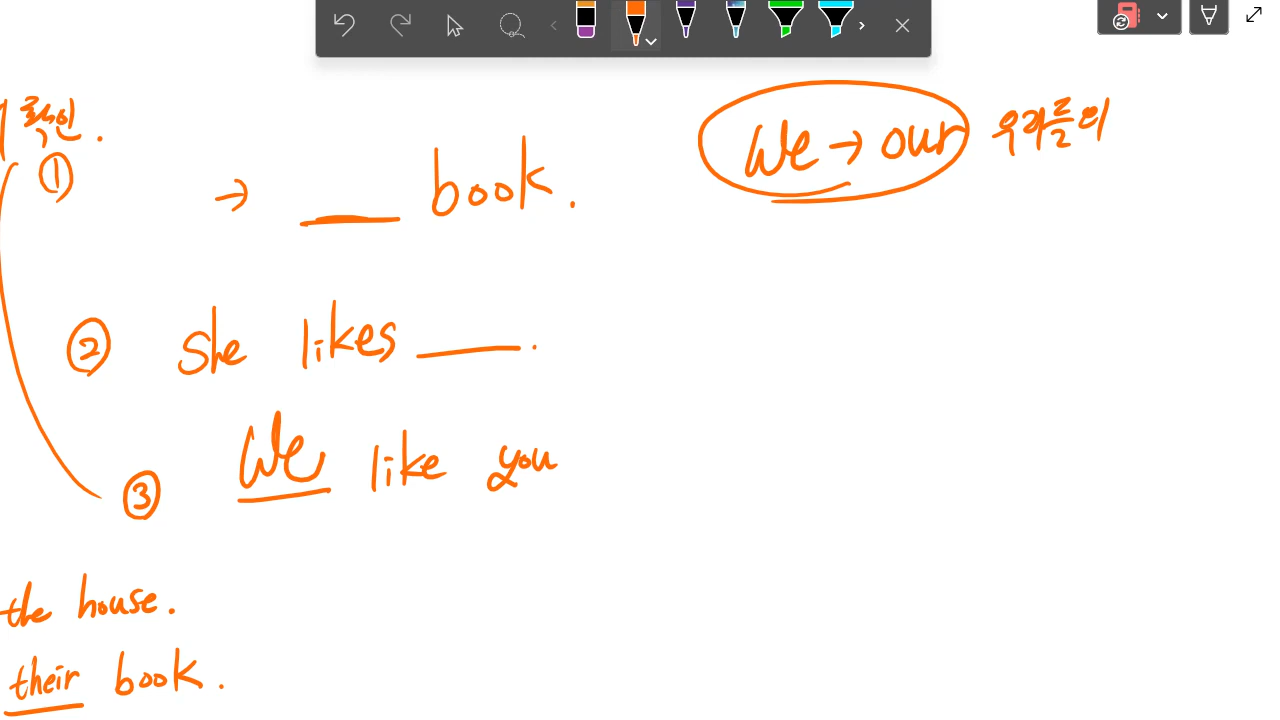 확인.
① → ___ book.
We → our 우리들의
② She likes ___.
③ We like you
the house.
their book.